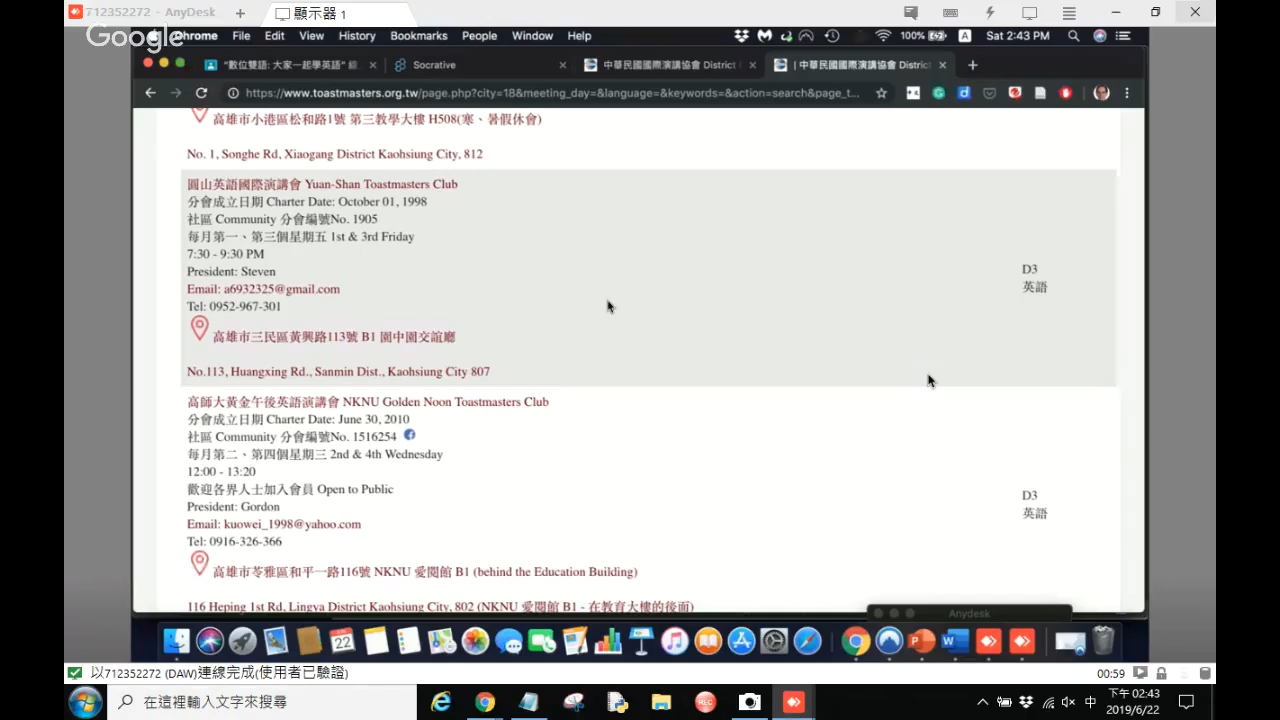 712352272 - AnyDesk
顯示器 1
Google
Chrome File Edit View History Bookmarks People Window Help
100% A Sat 2:43 PM
"數位雙語: 大家一起學英語" 線
Socrative
中華民國國際演講協會 District
| 中華民國國際演講協會 District
https://www.toastmasters.org.tw/page.php?city=18&meeting_day=&language=&keywords=&action=search&page_t...
高雄市小港區松和路1號 第三教學大樓 H508(寒、暑假休會)
No. 1, Songhe Rd, Xiaogang District Kaohsiung City, 812
圓山英語國際演講會 Yuan-Shan Toastmasters Club
分會成立日期 Charter Date: October 01, 1998
社區 Community 分會編號No. 1905
每月第一、第三個星期五 1st & 3rd Friday
7:30 - 9:30 PM
President: Steven
Email: a6932325@gmail.com
Tel: 0952-967-301
高雄市三民區黃興路113號 B1 園中園交誼廳
No.113, Huangxing Rd., Sanmin Dist., Kaohsiung City 807
D3
英語
高師大黃金午後英語演講會 NKNU Golden Noon Toastmasters Club
分會成立日期 Charter Date: June 30, 2010
社區 Community 分會編號No. 1516254
每月第二、第四個星期三 2nd & 4th Wednesday
12:00 - 13:20
歡迎各界人士加入會員 Open to Public
President: Gordon
Email: kuowei_1998@yahoo.com
Tel: 0916-326-366
高雄市苓雅區和平一路116號 NKNU 愛閱館 B1 (behind the Education Building)
116 Heping 1st Rd, Lingya District Kaohsiung City, 802 (NKNU 愛閱館 B1 - 在教育大樓的後面)
D3
英語
Anydesk
以712352272 (DAW)連線完成(使用者已驗證)
00:59
在這裡輸入文字來搜尋
中
下午 02:43
2019/6/22